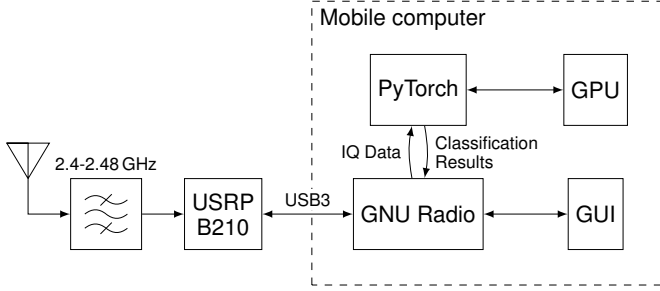 Mobile computer
PyTorch
GPU
2.4-2.48 GHz
IQ Data
Classification
Results
USRP
B210
USB3
GNU Radio
GUI